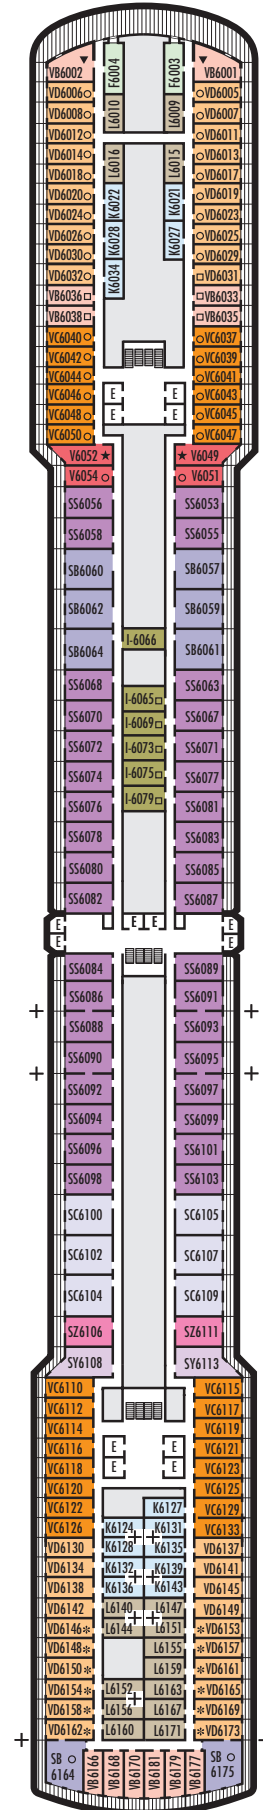 VB6002 F6004 F6003 VB6001
VD6006 L6010 L6009 VD6005
VD6008 VD6007
VD6012 VD6011
VD6014 L6016 L6015 VD6013
VD6018 VD6017
VD6020 K6022 K6021 VD6019
VD6024 VD6023
VD6026 K6028 K6027 VD6025
VD6030 VD6029
VD6032 K6034 VD6031
VB6036 VB6033
VB6038 VB6035
VC6040 VC6037
VC6042 VC6039
VC6044 VC6041
VC6046 E E VC6043
VC6048 E E VC6045
VC6050 VC6047
V6052 V6049
V6054 V6051
SS6056 SS6053
SS6058 SS6055
SB6060 SB6057
SB6062 SB6059
SB6064 I-6066 SB6061
SS6068 I-6065 SS6063
SS6070 I-6069 SS6067
SS6072 I-6073 SS6071
SS6074 I-6075 SS6077
SS6076 I-6079 SS6081
SS6078 SS6083
SS6080 SS6085
SS6082 SS6087
E E E E
E E
SS6084 SS6089
SS6086 SS6091
SS6088 SS6093
SS6090 SS6095
SS6092 SS6097
SS6094 SS6099
SS6096 SS6101
SS6098 SS6103
SC6100 SC6105
SC6102 SC6107
SC6104 SC6109
SZ6106 SZ6111
SY6108 SY6113
VC6110 VC6115
VC6112 VC6117
VC6114 VC6119
VC6116 E E VC6121
VC6118 E E VC6123
VC6120 VC6125
VC6122 K6127 VC6129
VC6126 K6124 K6131 VC6133
VD6130 K6128 K6135 VD6137
VD6134 K6132 K6139 VD6141
VD6138 K6136 K6143 VD6145
VD6142 L6140 L6147 VD6149
VD6146 L6144 L6151 VD6153
VD6148 L6155 VD6157
VD6150 L6159 VD6161
VD6154 L6152 L6163 VD6165
VD6158 L6156 L6167 VD6169
VD6162 L6160 L6171 VD6173
SB 6164 VB6166 VB6168 VB6170 VB6181 VB6179 VB6177 SB 6175